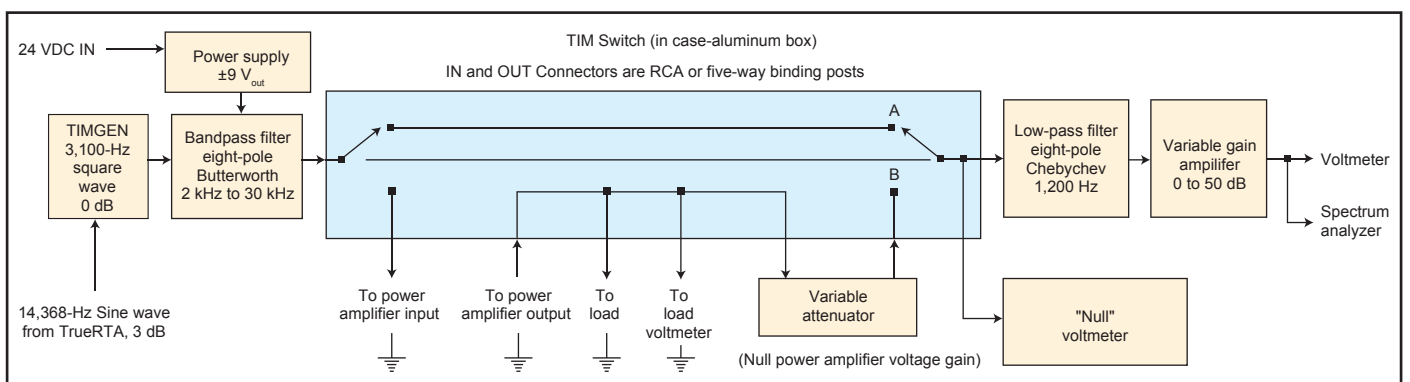 24 VDC IN
Power supply
±9 Vout
TIM Switch (in case-aluminum box)
IN and OUT Connectors are RCA or five-way binding posts
TIMGEN
3,100-Hz
square
wave
0 dB
Bandpass filter
eight-pole
Butterworth
2 kHz to 30 kHz
A
B
Low-pass filter
eight-pole
Chebychev
1,200 Hz
Variable gain
ampilifer
0 to 50 dB
Voltmeter
Spectrum
analyzer
14,368-Hz Sine wave
from TrueRTA, 3 dB
To power
amplifier input
To power
amplifier output
To
load
To
load
voltmeter
Variable
attenuator
(Null power amplifier voltage gain)
"Null"
voltmeter